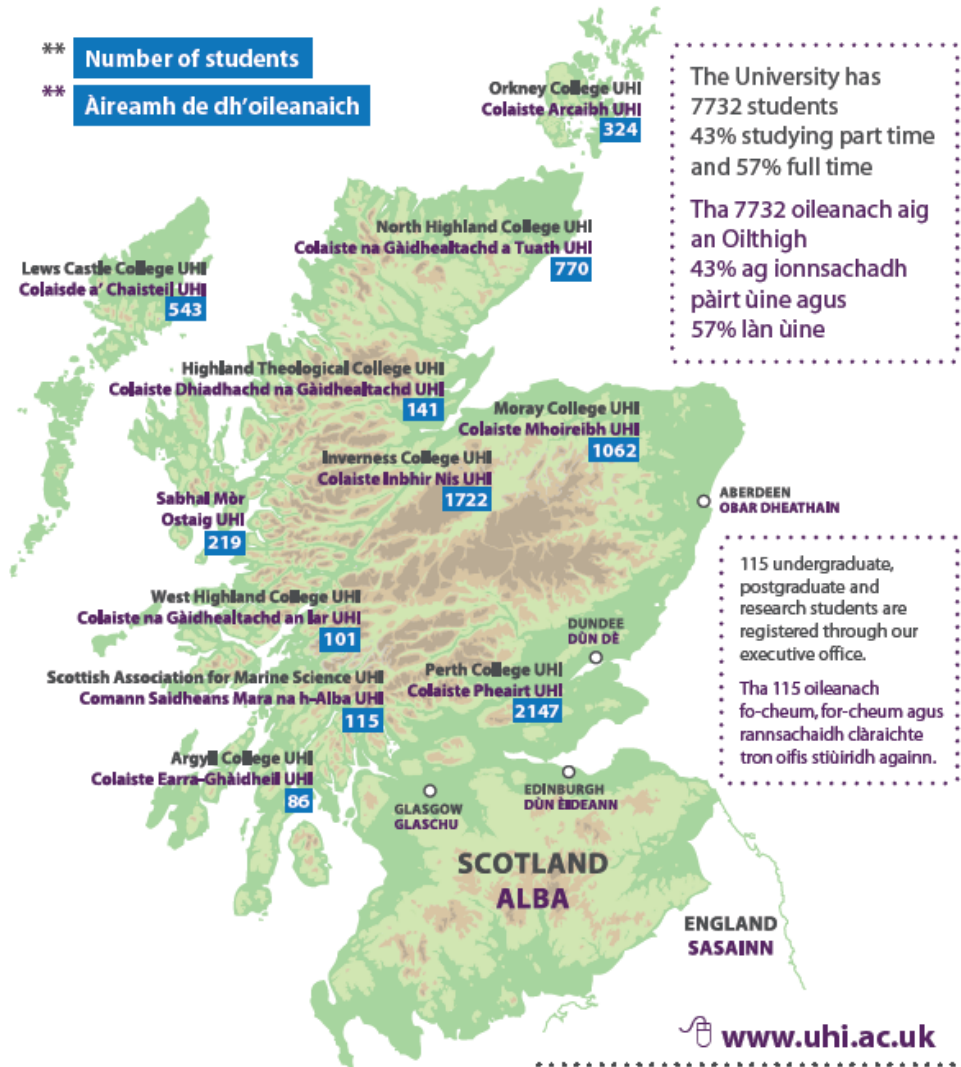 ** Number of students
** Àireamh de dh'oileanaich
Orkney College UHI
Colaiste Arcaibh UHI
324
The University has
7732 students
43% studying part time
and 57% full time
Tha 7732 oileanach aig
an Oilthigh
43% ag ionnsachadh
pàirt ùine agus
57% làn ùine
North Highland College UHI
Colaiste na Gàidhealtachd a Tuath UHI
770
Lews Castle College UHI
Colaisde a' Chaisteil UHI
543
Highland Theological College UHI
Colaiste Dhiadhachd na Gàidhealtachd UHI
141
Moray College UHI
Colaiste Mhoireibh UHI
1062
Inverness College UHI
Colaiste Inbhir Nis UHI
1722
Sabhal Mòr
Ostaig UHI
219
ABERDEEN
OBAR DHEATHAIN
115 undergraduate,
postgraduate and
research students are
registered through our
executive office.
Tha 115 oileanach
fo-cheum, for-cheum agus
rannsachaidh clàraichte
tron oifis stiùiridh againn.
West Highland College UHI
Colaiste na Gàidhealtachd an Iar UHI
101
DUNDEE
DÙN DÈ
Scottish Association for Marine Science UHI
Comann Saidheans Mara na h-Alba UHI
115
Perth College UHI
Colaiste Pheairt UHI
2147
Argyll College UHI
Colaiste Earra-Ghàidheil UHI
86
GLASGOW
GLASCHU
EDINBURGH
DÙN ÈIDEANN
SCOTLAND
ALBA
ENGLAND
SASAINN
www.uhi.ac.uk